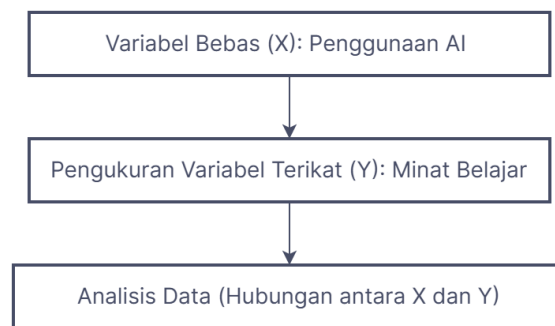 Variabel Bebas (X): Penggunaan AI
Pengukuran Variabel Terikat (Y): Minat Belajar
Analisis Data (Hubungan antara X dan Y)